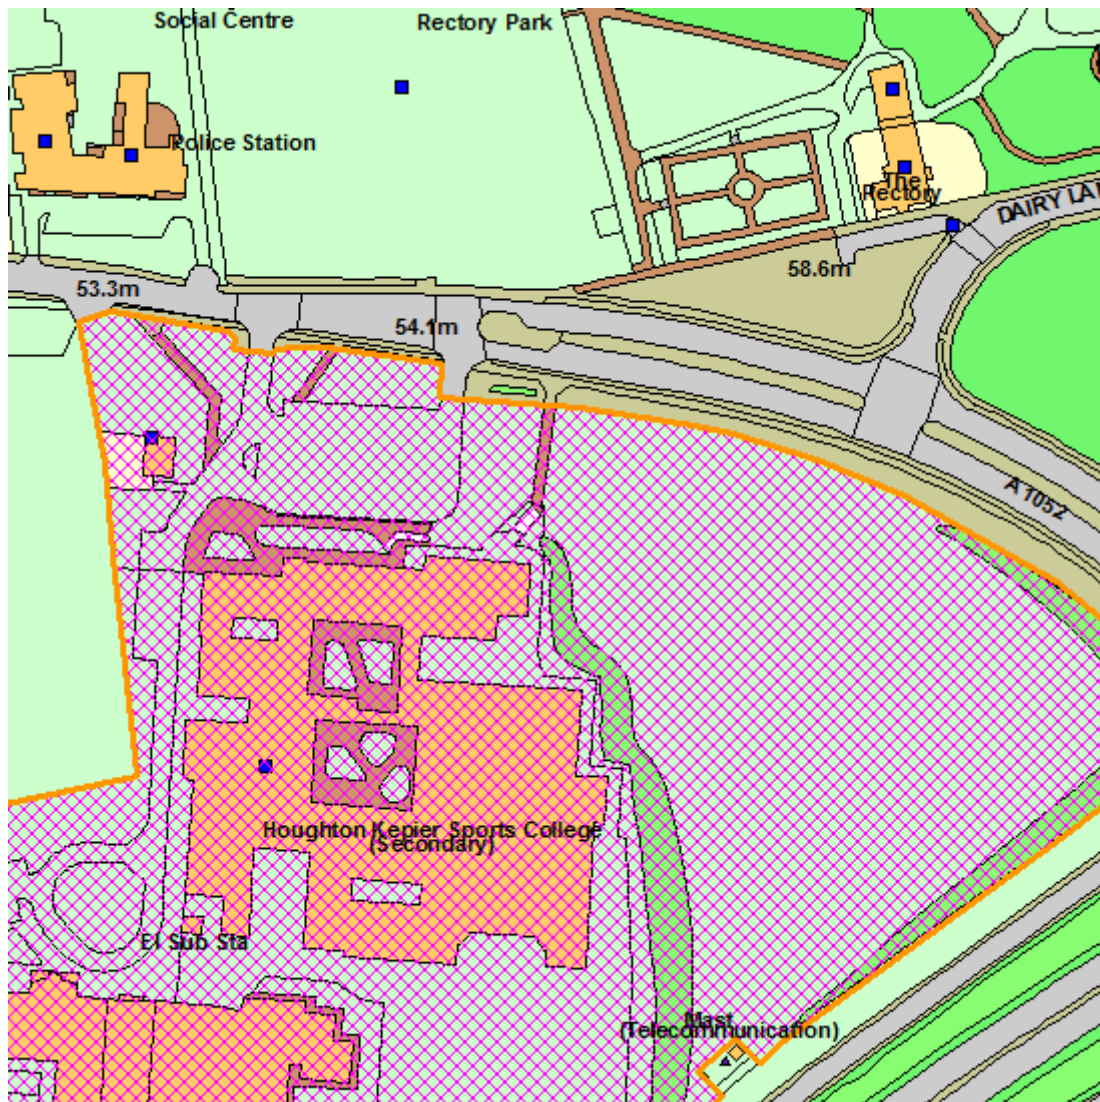 Social Centre
Rectory Park
Police Station
The
Rectory
DAIRY LA
58.6m
53.3m
54.1m
A 1052
Houghton Kepier Sports College
(Secondary)
El Sub Sta
Mast
(Telecommunication)